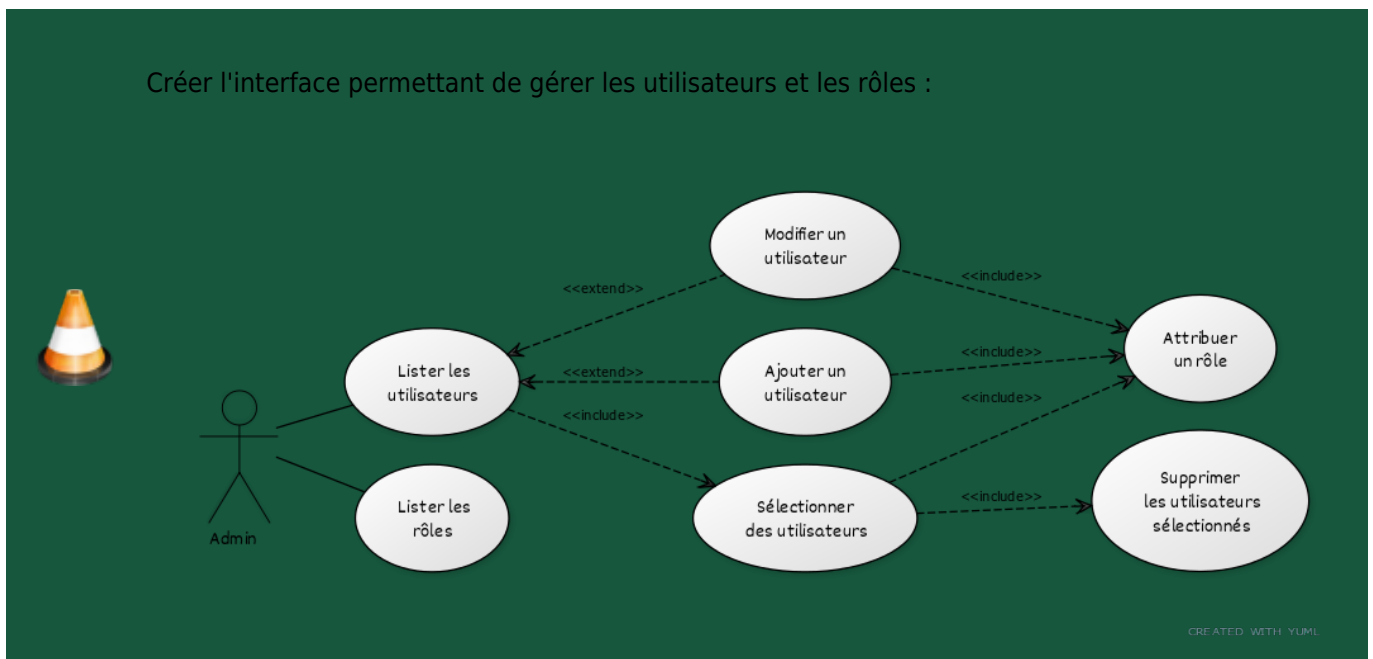 Créer l'interface permettant de gérer les utilisateurs et les rôles :
Modifier un
utilisateur
<<extend>>
<<include>>
Attribuer
un rôle
Lister les
utilisateurs
<<extend>>
Ajouter un
utilisateur
<<include>>
<<include>>
<<include>>
Admin
Lister les
rôles
Sélectionner
des utilisateurs
<<include>>
Supprimer
les utilisateurs
sélectionnés
CREATED WITH YUML